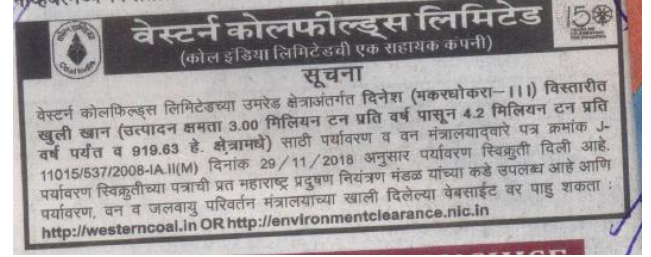 वेस्टर्न कोलफील्ड्स लिमिटेड
(कोल इंडिया लिमिटेडची एक सहायक कंपनी)
Coal India
सूचना
वेस्टर्न कोलफिल्ड्स लिमिटेडच्या उमरेड क्षेत्राअंतर्गत दिनेश (मकरधोकरा-III) विस्तारीत
खुली खान (उत्पादन क्षमता 3.00 मिलियन टन प्रति वर्ष पासून 4.2 मिलियन टन प्रति
वर्ष पर्यंत व 919.63 हे. क्षेत्रामधे) साठी पर्यावरण व वन मंत्रालयाद्वारे पत्र क्रमांक J-
11015/537/2008-IA.II(M) दिनांक 29/11/2018 अनुसार पर्यावरण स्विक्रुती दिली आहे.
पर्यावरण स्विक्रुतीच्या पत्राची प्रत महाराष्ट्र प्रदुषण नियंत्रण मंडळ यांच्या कडे उपलब्ध आहे आणि
पर्यावरण, वन व जलवायु परिवर्तन मंत्रालयाच्या खाली दिलेल्या वेबसाईट वर पाहु शकता :
http://westerncoal.in OR http://environmentclearance.nic.in